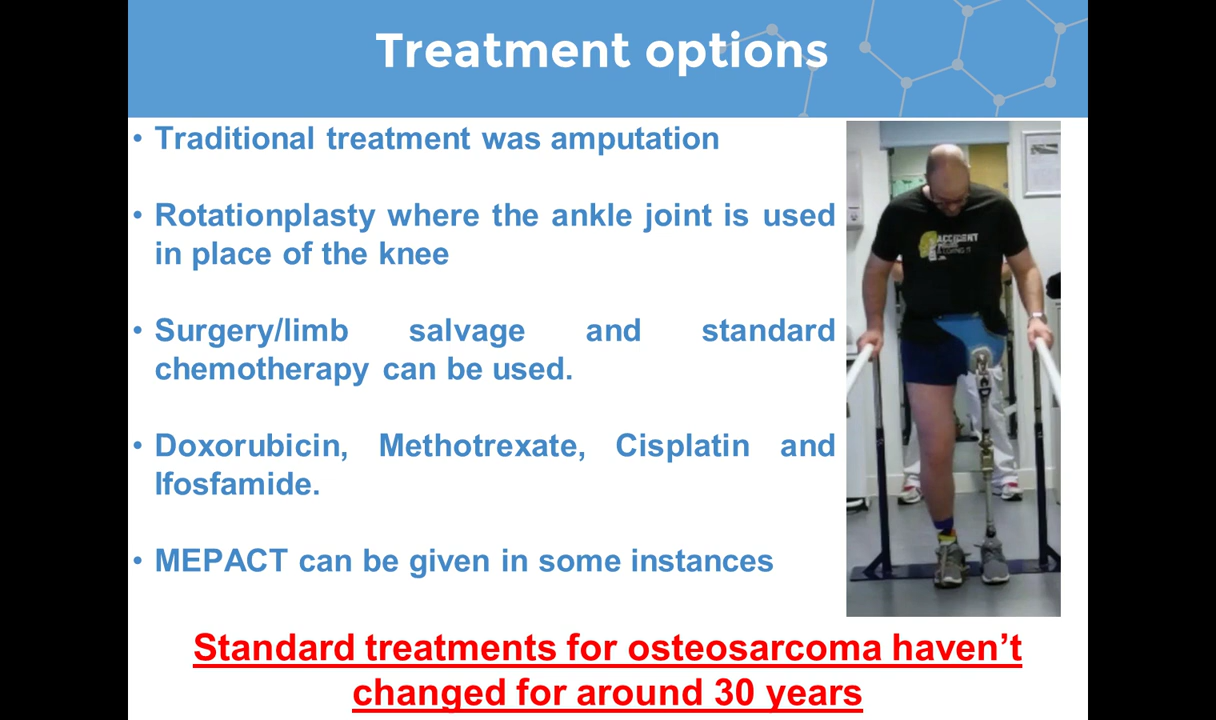 Treatment options
• Traditional treatment was amputation
• Rotationplasty where the ankle joint is used
in place of the knee
• Surgery/limb salvage and standard
chemotherapy can be used.
• Doxorubicin, Methotrexate, Cisplatin and
Ifosfamide.
• MEPACT can be given in some instances
ACCIDENT
Standard treatments for osteosarcoma haven’t
changed for around 30 years